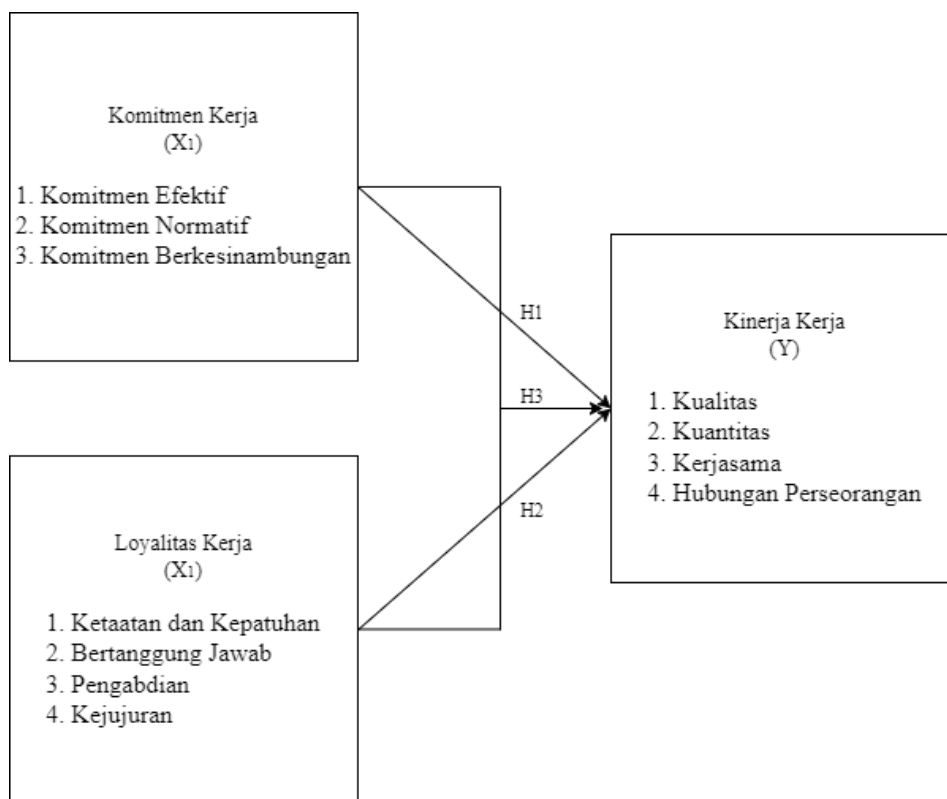 Komitmen Kerja
(X1)
1. Komitmen Efektif
2. Komitmen Normatif
3. Komitmen Berkesinambungan
H1
H3
H2
Kinerja Kerja
(Y)
1. Kualitas
2. Kuantitas
3. Kerjasama
4. Hubungan Perseorangan
Loyalitas Kerja
(X1)
1. Ketaatan dan Kepatuhan
2. Bertanggung Jawab
3. Pengabdian
4. Kejujuran